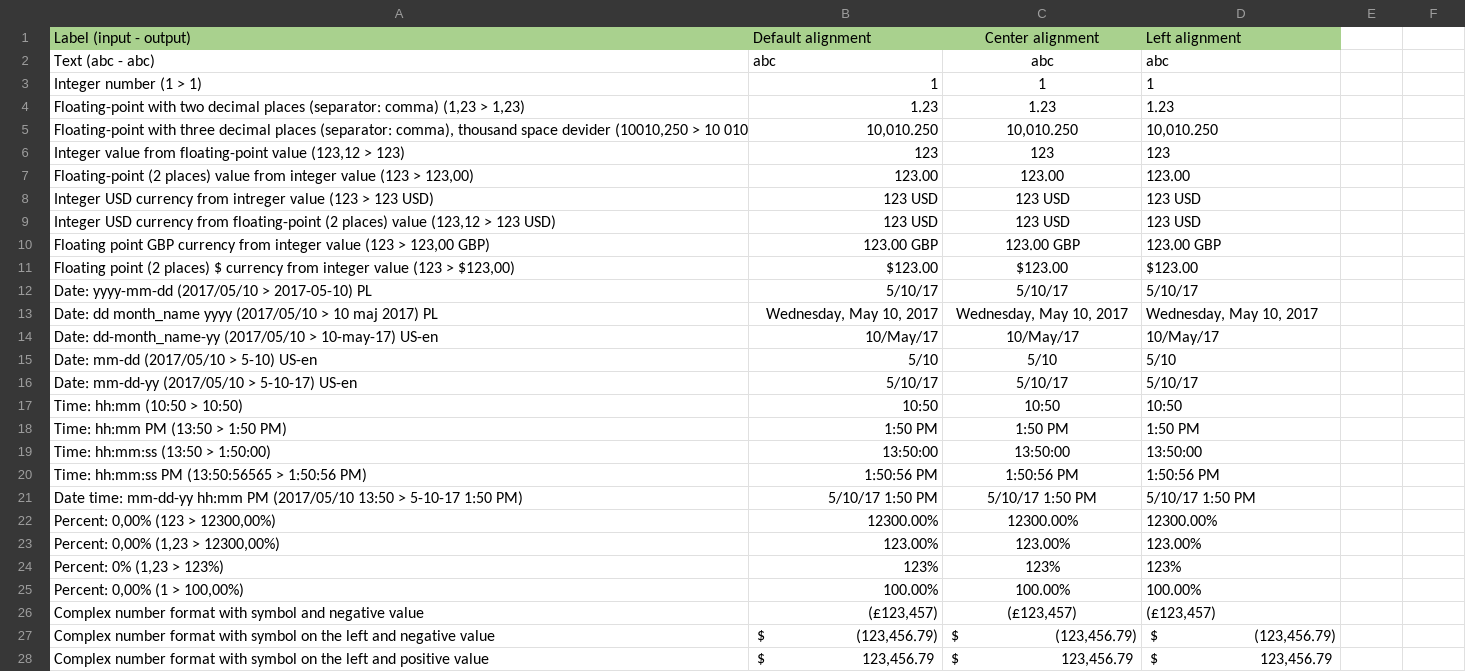 A B C D E F
1 Label (input - output) Default alignment Center alignment Left alignment
2 Text (abc - abc) abc abc abc
3 Integer number (1 > 1) 1 1 1
4 Floating-point with two decimal places (separator: comma) (1,23 > 1,23) 1.23 1.23 1.23
5 Floating-point with three decimal places (separator: comma), thousand space devider (10010,250 > 10 010 10,010.250 10,010.250 10,010.250
6 Integer value from floating-point value (123,12 > 123) 123 123 123
7 Floating-point (2 places) value from integer value (123 > 123,00) 123.00 123.00 123.00
8 Integer USD currency from intreger value (123 > 123 USD) 123 USD 123 USD 123 USD
9 Integer USD currency from floating-point (2 places) value (123,12 > 123 USD) 123 USD 123 USD 123 USD
10 Floating point GBP currency from integer value (123 > 123,00 GBP) 123.00 GBP 123.00 GBP 123.00 GBP
11 Floating point (2 places) $ currency from integer value (123 > $123,00) $123.00 $123.00 $123.00
12 Date: yyyy-mm-dd (2017/05/10 > 2017-05-10) PL 5/10/17 5/10/17 5/10/17
13 Date: dd month_name yyyy (2017/05/10 > 10 maj 2017) PL Wednesday, May 10, 2017 Wednesday, May 10, 2017 Wednesday, May 10, 2017
14 Date: dd-month_name-yy (2017/05/10 > 10-may-17) US-en 10/May/17 10/May/17 10/May/17
15 Date: mm-dd (2017/05/10 > 5-10) US-en 5/10 5/10 5/10
16 Date: mm-dd-yy (2017/05/10 > 5-10-17) US-en 5/10/17 5/10/17 5/10/17
17 Time: hh:mm (10:50 > 10:50) 10:50 10:50 10:50
18 Time: hh:mm PM (13:50 > 1:50 PM) 1:50 PM 1:50 PM 1:50 PM
19 Time: hh:mm:ss (13:50 > 1:50:00) 13:50:00 13:50:00 13:50:00
20 Time: hh:mm:ss PM (13:50:56565 > 1:50:56 PM) 1:50:56 PM 1:50:56 PM 1:50:56 PM
21 Date time: mm-dd-yy hh:mm PM (2017/05/10 13:50 > 5-10-17 1:50 PM) 5/10/17 1:50 PM 5/10/17 1:50 PM 5/10/17 1:50 PM
22 Percent: 0,00% (123 > 12300,00%) 12300.00% 12300.00% 12300.00%
23 Percent: 0,00% (1,23 > 12300,00%) 123.00% 123.00% 123.00%
24 Percent: 0% (1,23 > 123%) 123% 123% 123%
25 Percent: 0,00% (1 > 100,00%) 100.00% 100.00% 100.00%
26 Complex number format with symbol and negative value (£123,457) (£123,457) (£123,457)
27 Complex number format with symbol on the left and negative value $ (123,456.79) $ (123,456.79) $ (123,456.79)
28 Complex number format with symbol on the left and positive value $ 123,456.79 $ 123,456.79 $ 123,456.79